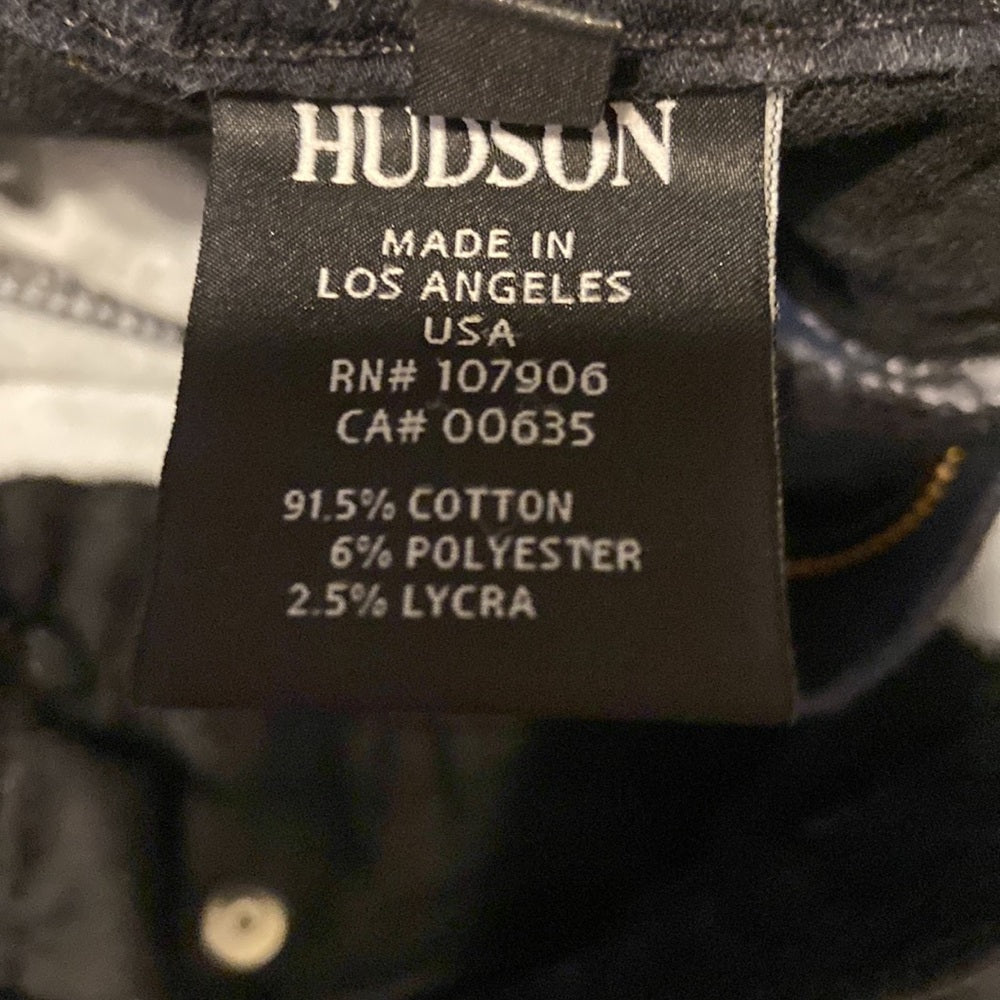 HUDSON
MADE IN
LOS ANGELES
USA
RN# 107906
CA# 00635
91.5% COTTON
6% POLYESTER
2.5% LYCRA